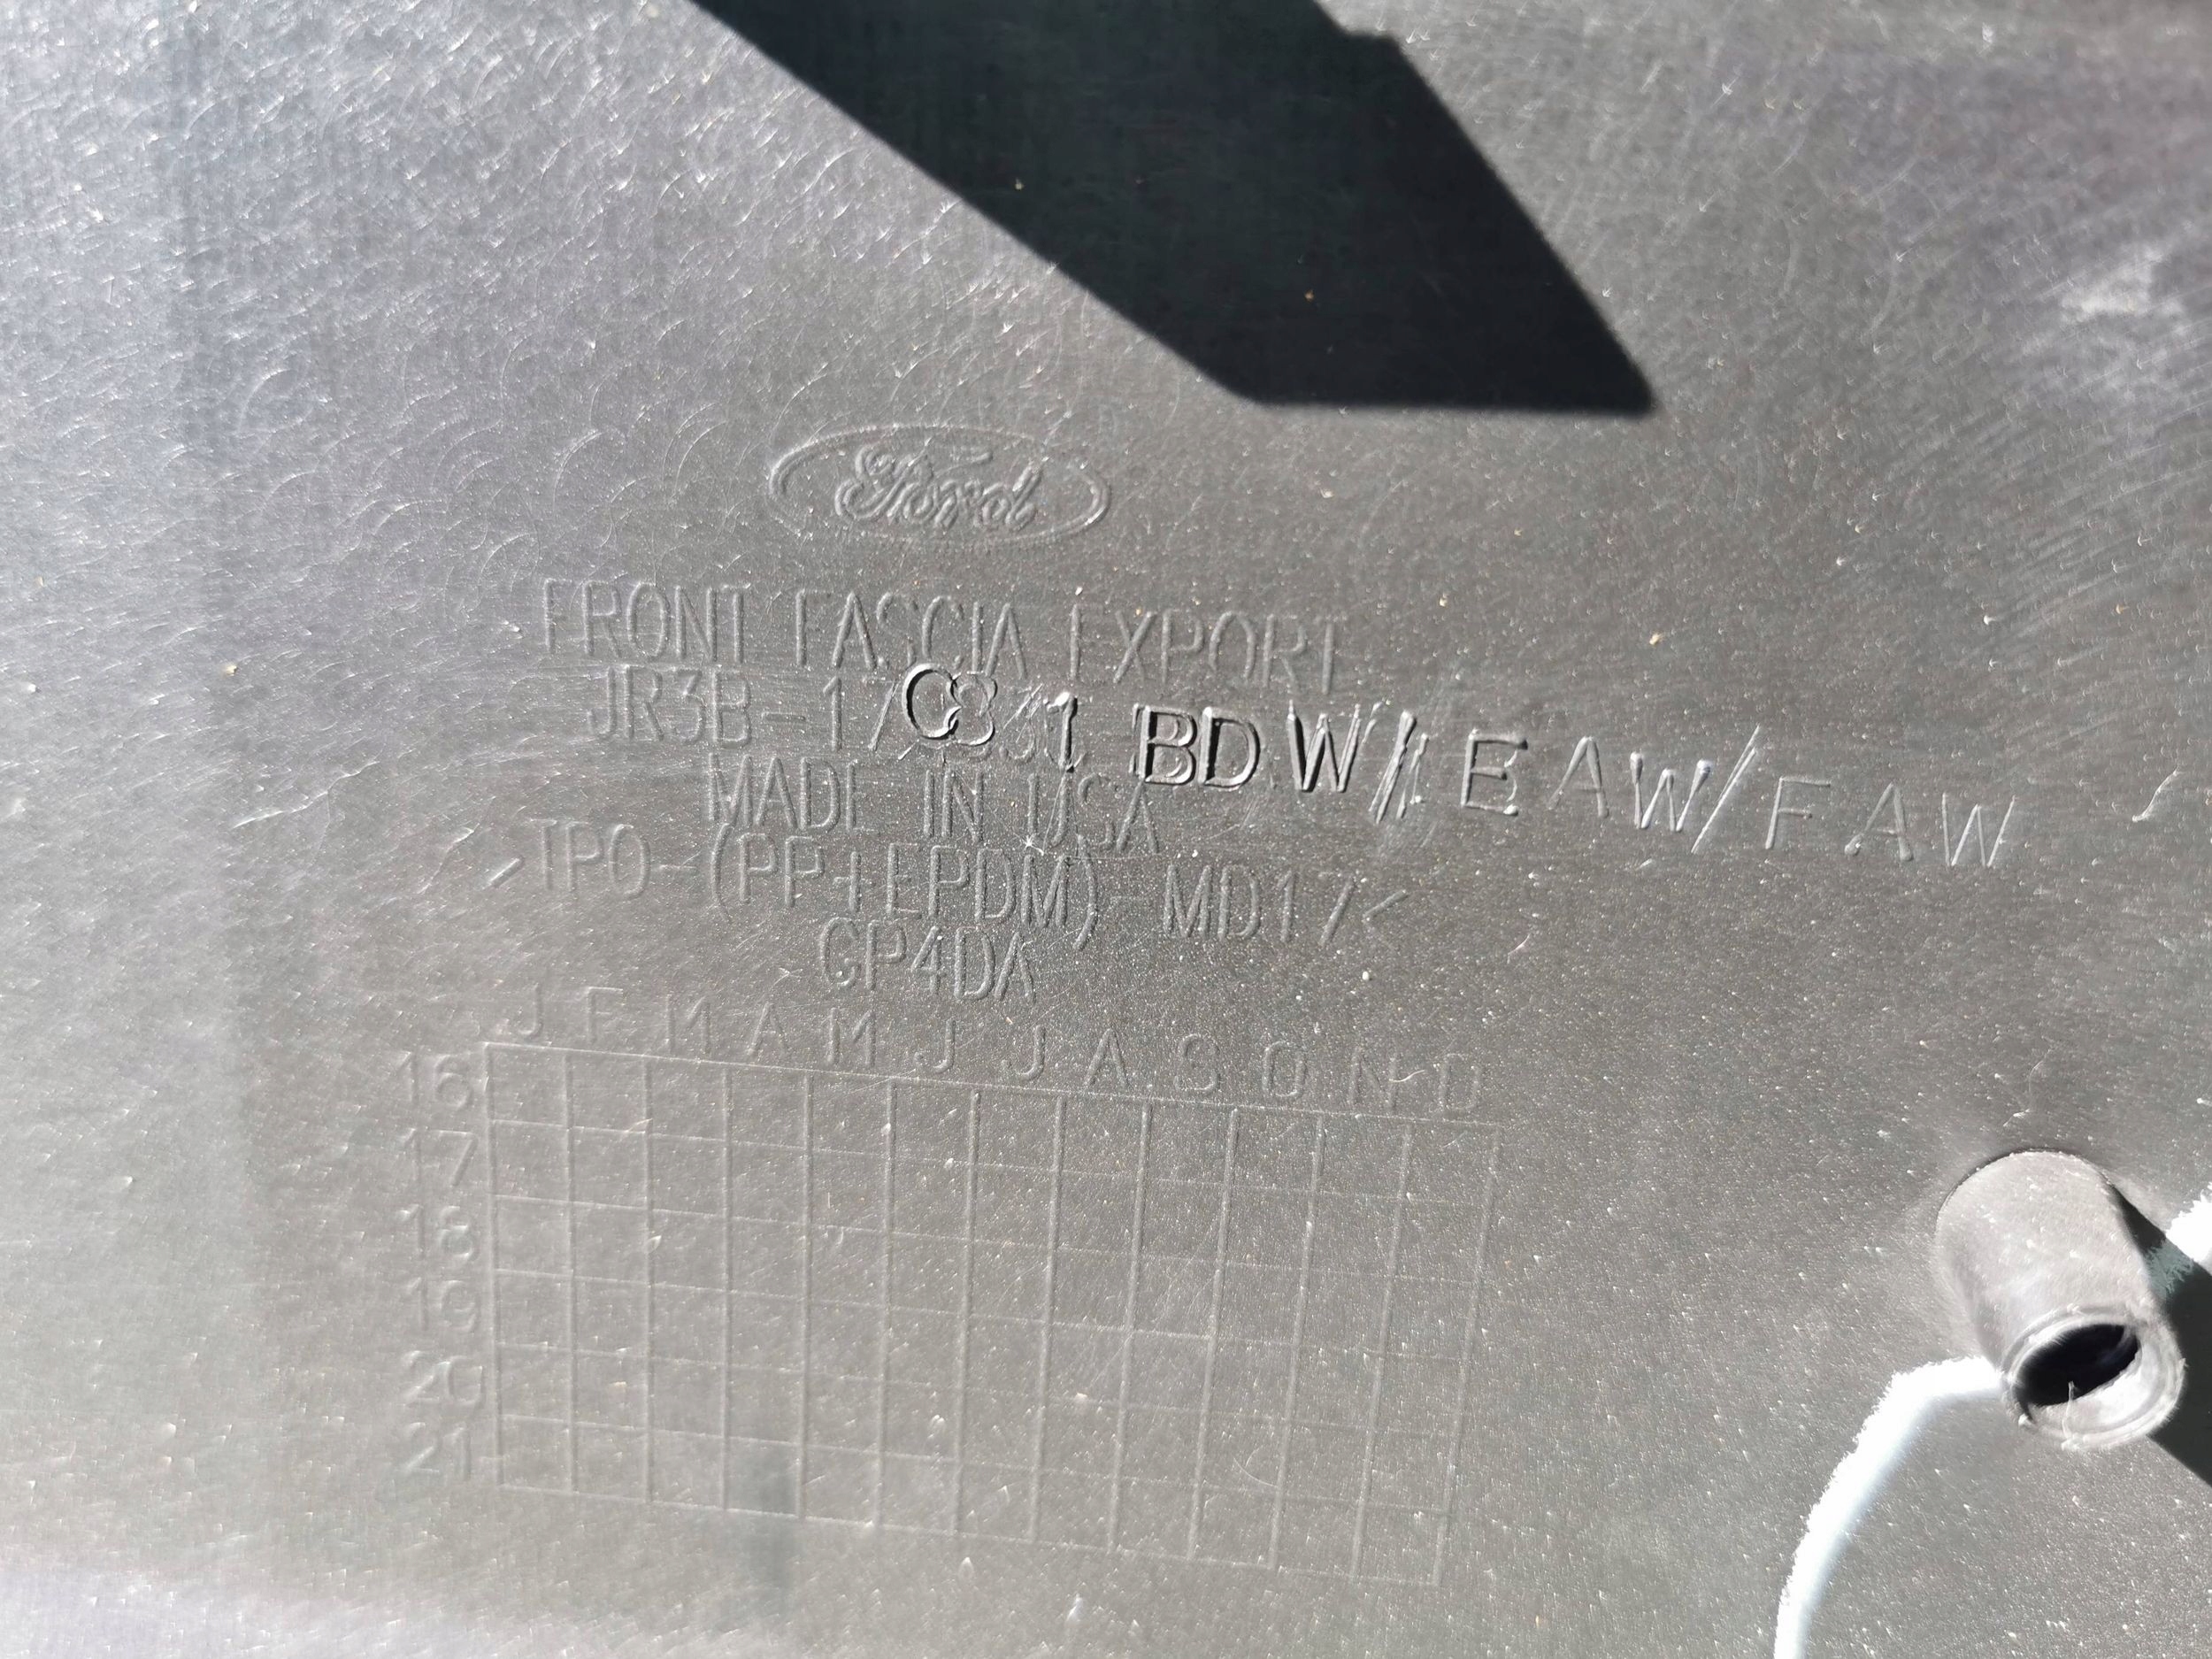 Ford
FRONT FASCIA EXPORT
JR3B-17C831 BDW/EAW/FAW
MADE IN USA
>TPO-(PP+EPDM)-MD17<
CP4DA
J F M A M J J A S O N D
16
17
18
19
20
21